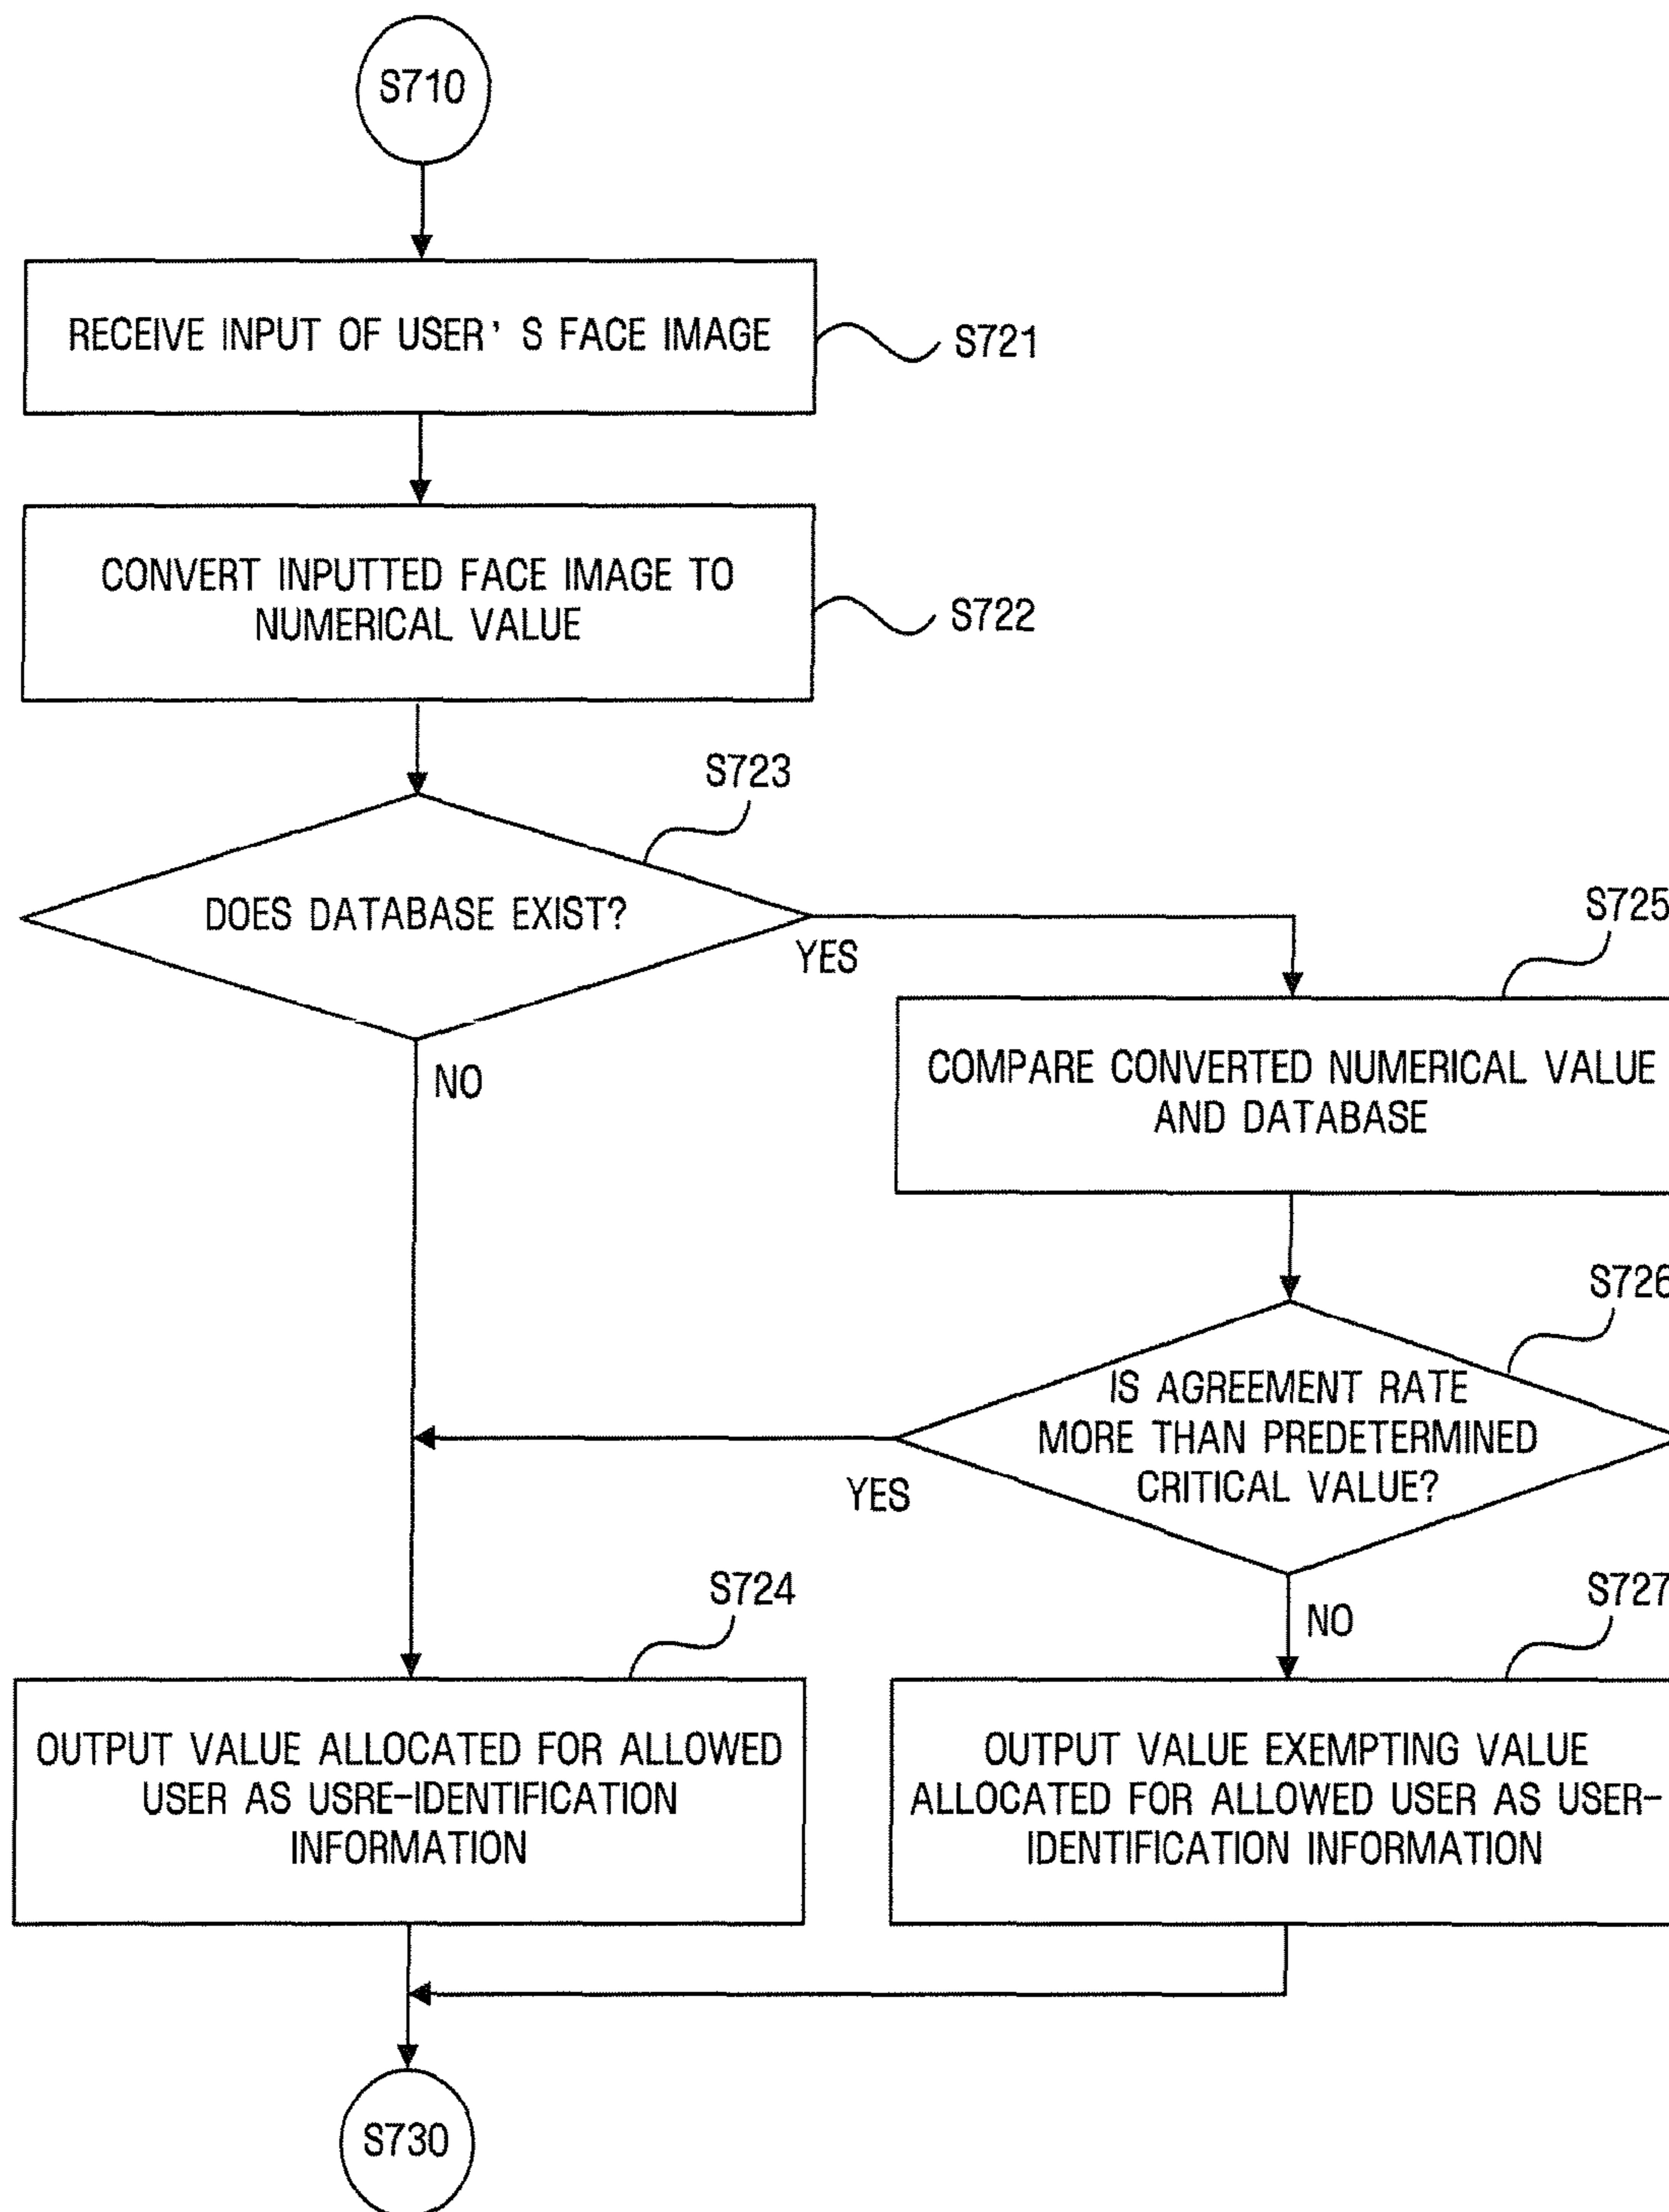 S710
RECEIVE INPUT OF USER' S FACE IMAGE
S721
CONVERT INPUTTED FACE IMAGE TO
NUMERICAL VALUE
S722
S723
DOES DATABASE EXIST?
YES
NO
S725
COMPARE CONVERTED NUMERICAL VALUE
AND DATABASE
S726
IS AGREEMENT RATE
MORE THAN PREDETERMINED
CRITICAL VALUE?
YES
NO
S724
OUTPUT VALUE ALLOCATED FOR ALLOWED
USER AS USRE-IDENTIFICATION
INFORMATION
S727
OUTPUT VALUE EXEMPTING VALUE
ALLOCATED FOR ALLOWED USER AS USER-
IDENTIFICATION INFORMATION
S730